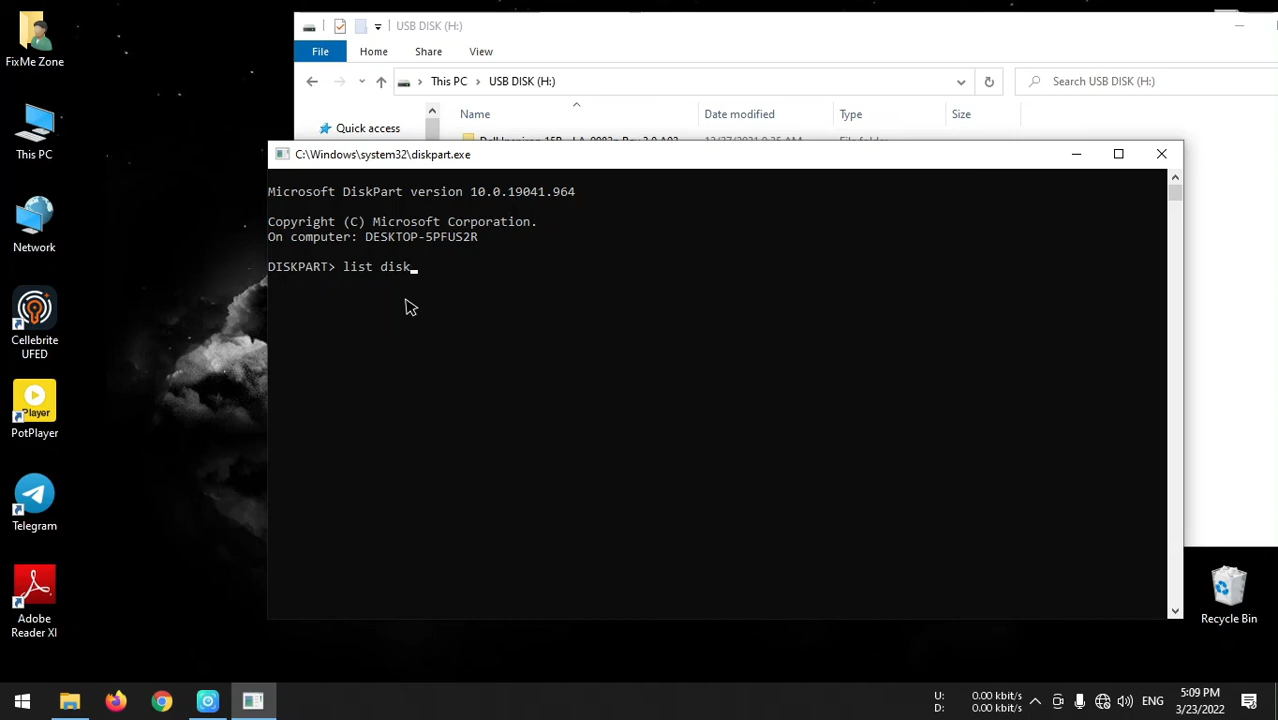 FixMe Zone
This PC
Network
Cellebrite
UFED
Player
PotPlayer
Telegram
Adobe
Reader XI
USB DISK (H:)
File Home Share View
This PC > USB DISK (H:)
Search USB DISK (H:)
Name Date modified Type Size
Quick access
C:\Windows\system32\diskpart.exe
Microsoft DiskPart version 10.0.19041.964
Copyright (C) Microsoft Corporation.
On computer: DESKTOP-5PFUS2R
DISKPART> list disk_
Recycle Bin
U: 0.00 kbit/s
D: 0.00 kbit/s
ENG
5:09 PM
3/23/2022